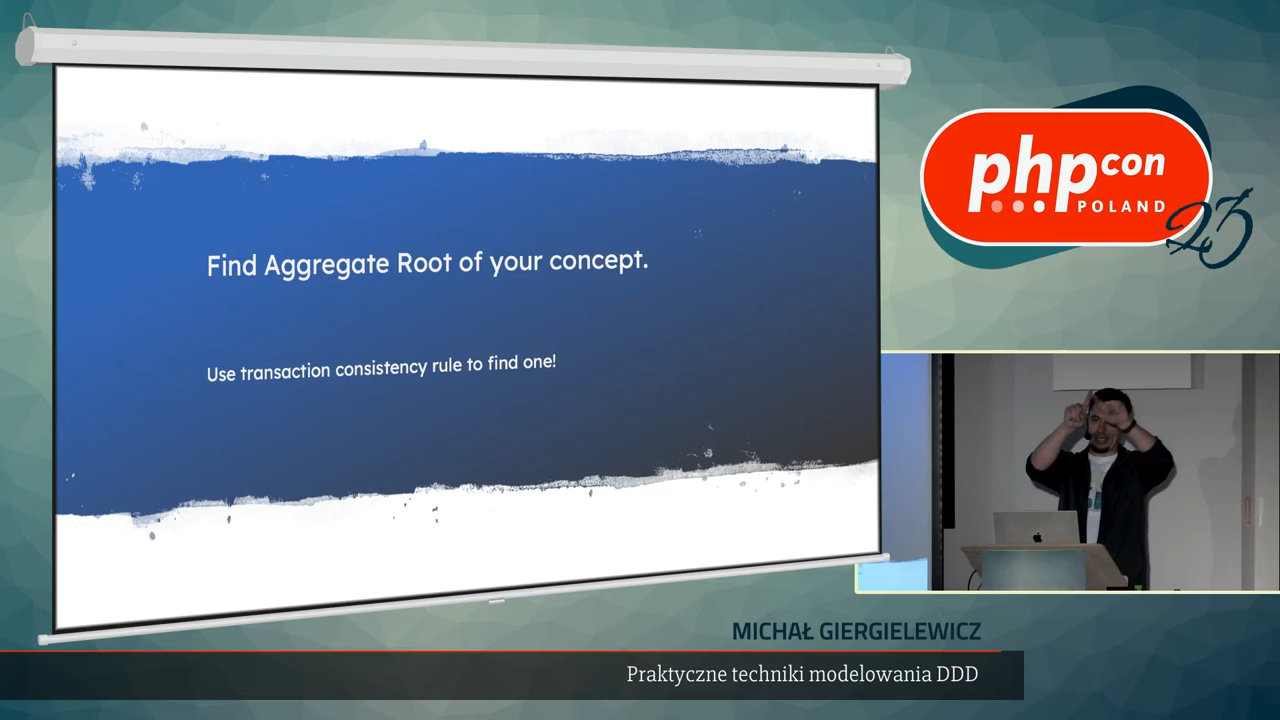 Find Aggregate Root of your concept.
Use transaction consistency rule to find one!
phpcon
POLAND
23
MICHAŁ GIERGIELEWICZ
Praktyczne techniki modelowania DDD